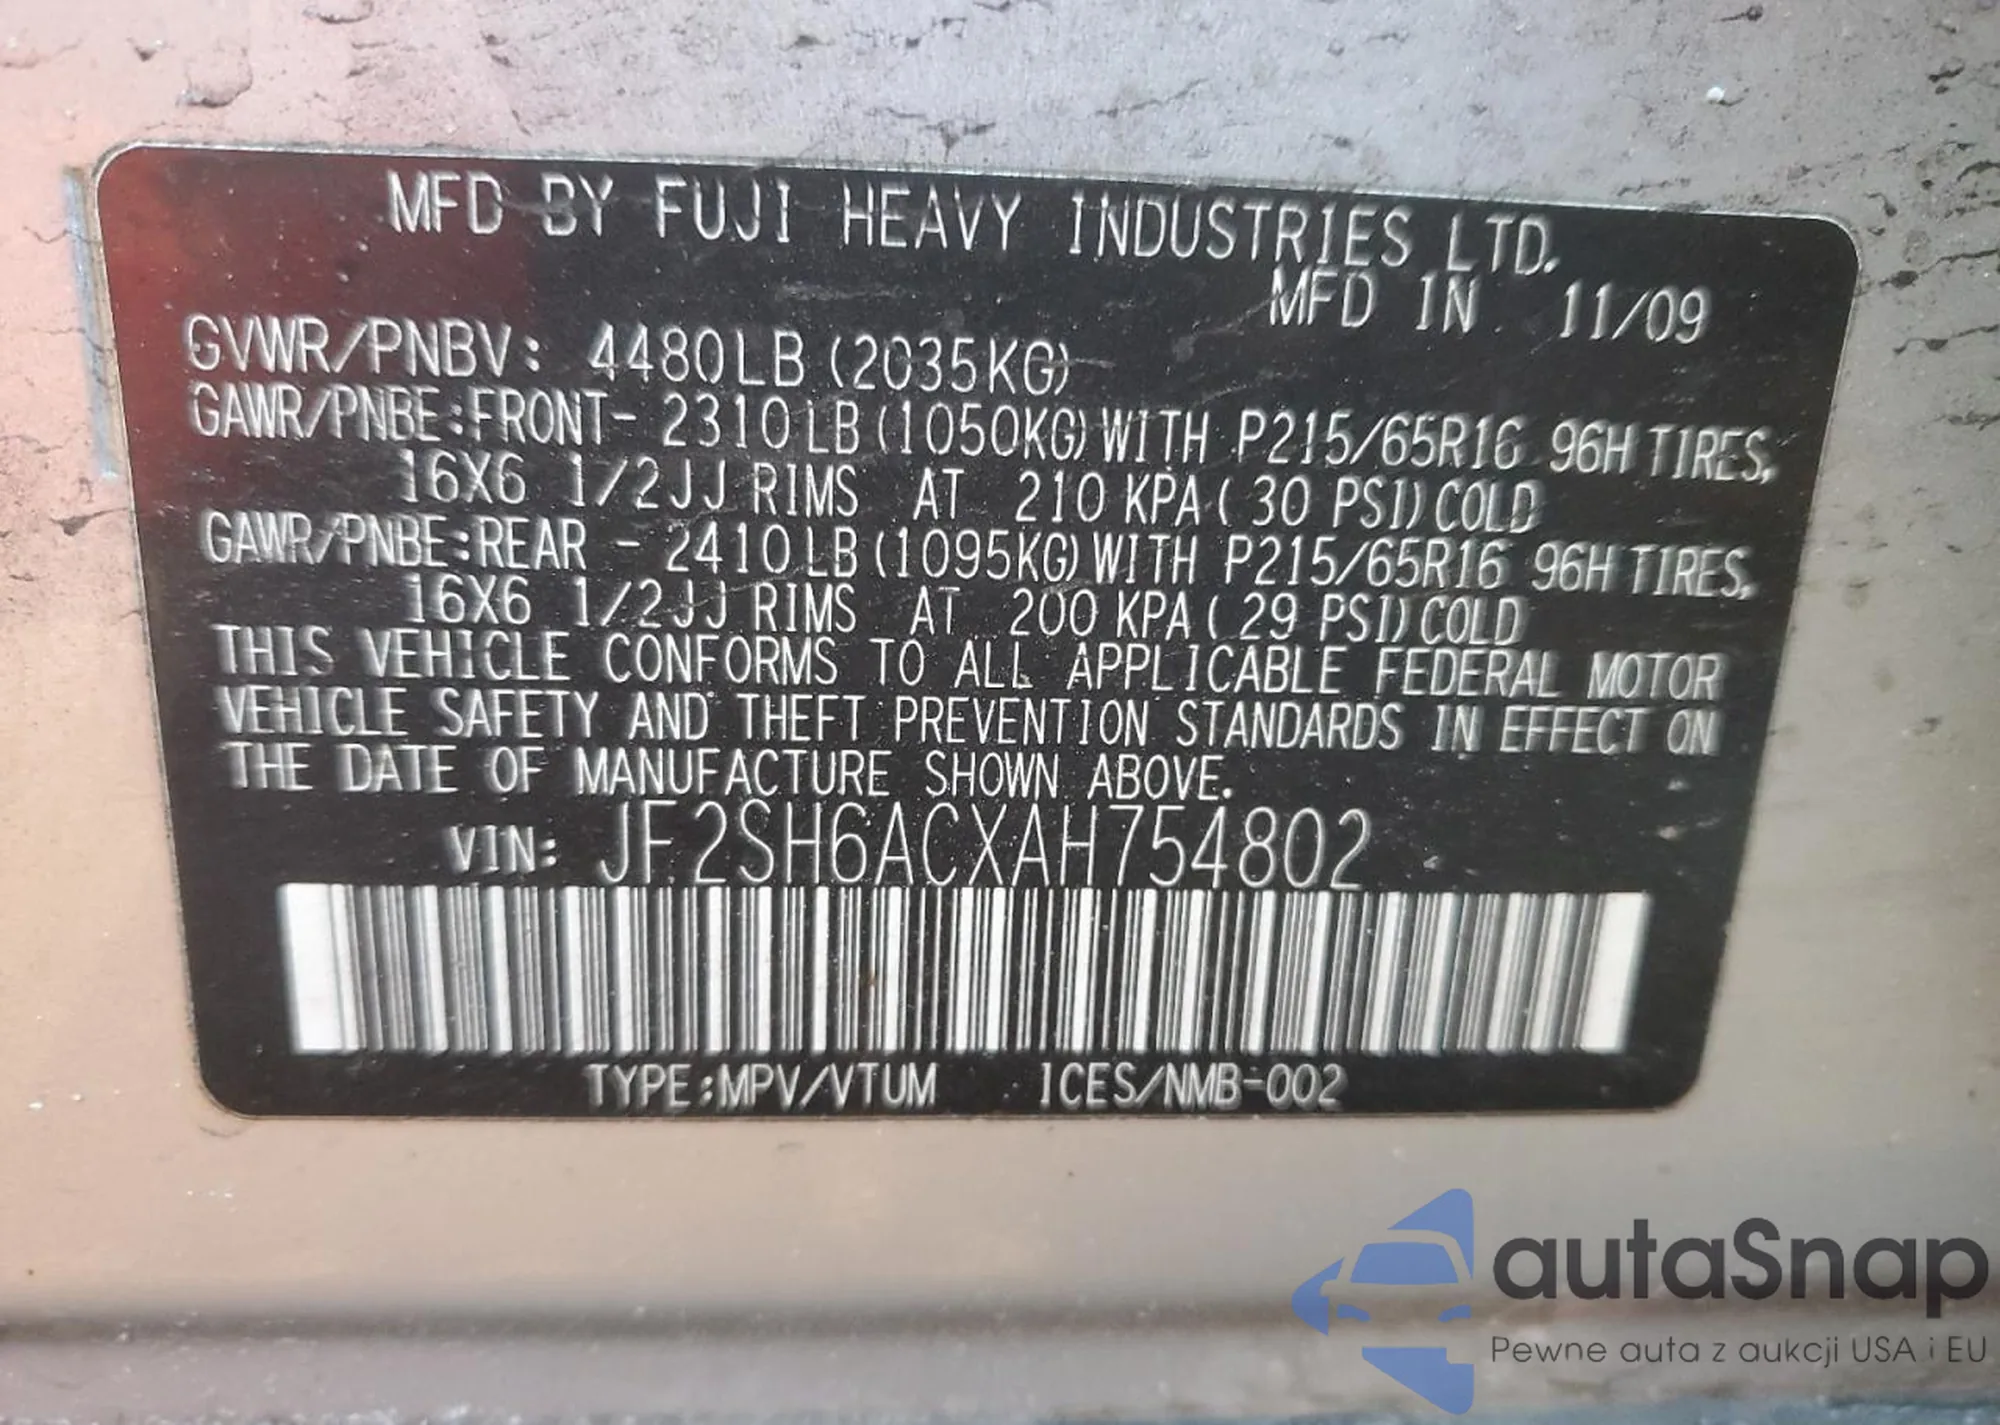 MFD BY FUJI HEAVY INDUSTRIES LTD.
MFD IN 11/09
GVWR/PNBV: 4480LB (2035KG)
GAWR/PNBE:FRONT- 2310LB (1050KG) WITH P215/65R16 96H TIRES,
16X6 1/2JJ RIMS AT 210 KPA ( 30 PSI) COLD
GAWR/PNBE:REAR - 2410LB (1095KG) WITH P215/65R16 96H TIRES,
16X6 1/2JJ RIMS AT 200 KPA ( 29 PSI) COLD
THIS VEHICLE CONFORMS TO ALL APPLICABLE FEDERAL MOTOR
VEHICLE SAFETY AND THEFT PREVENTION STANDARDS IN EFFECT ON
THE DATE OF MANUFACTURE SHOWN ABOVE.
VIN: JF2SH6ACXAH754802
TYPE:MPV/VTUM ICES/NMB-002
autaSnap
Pewne auta z aukcji USA i EU